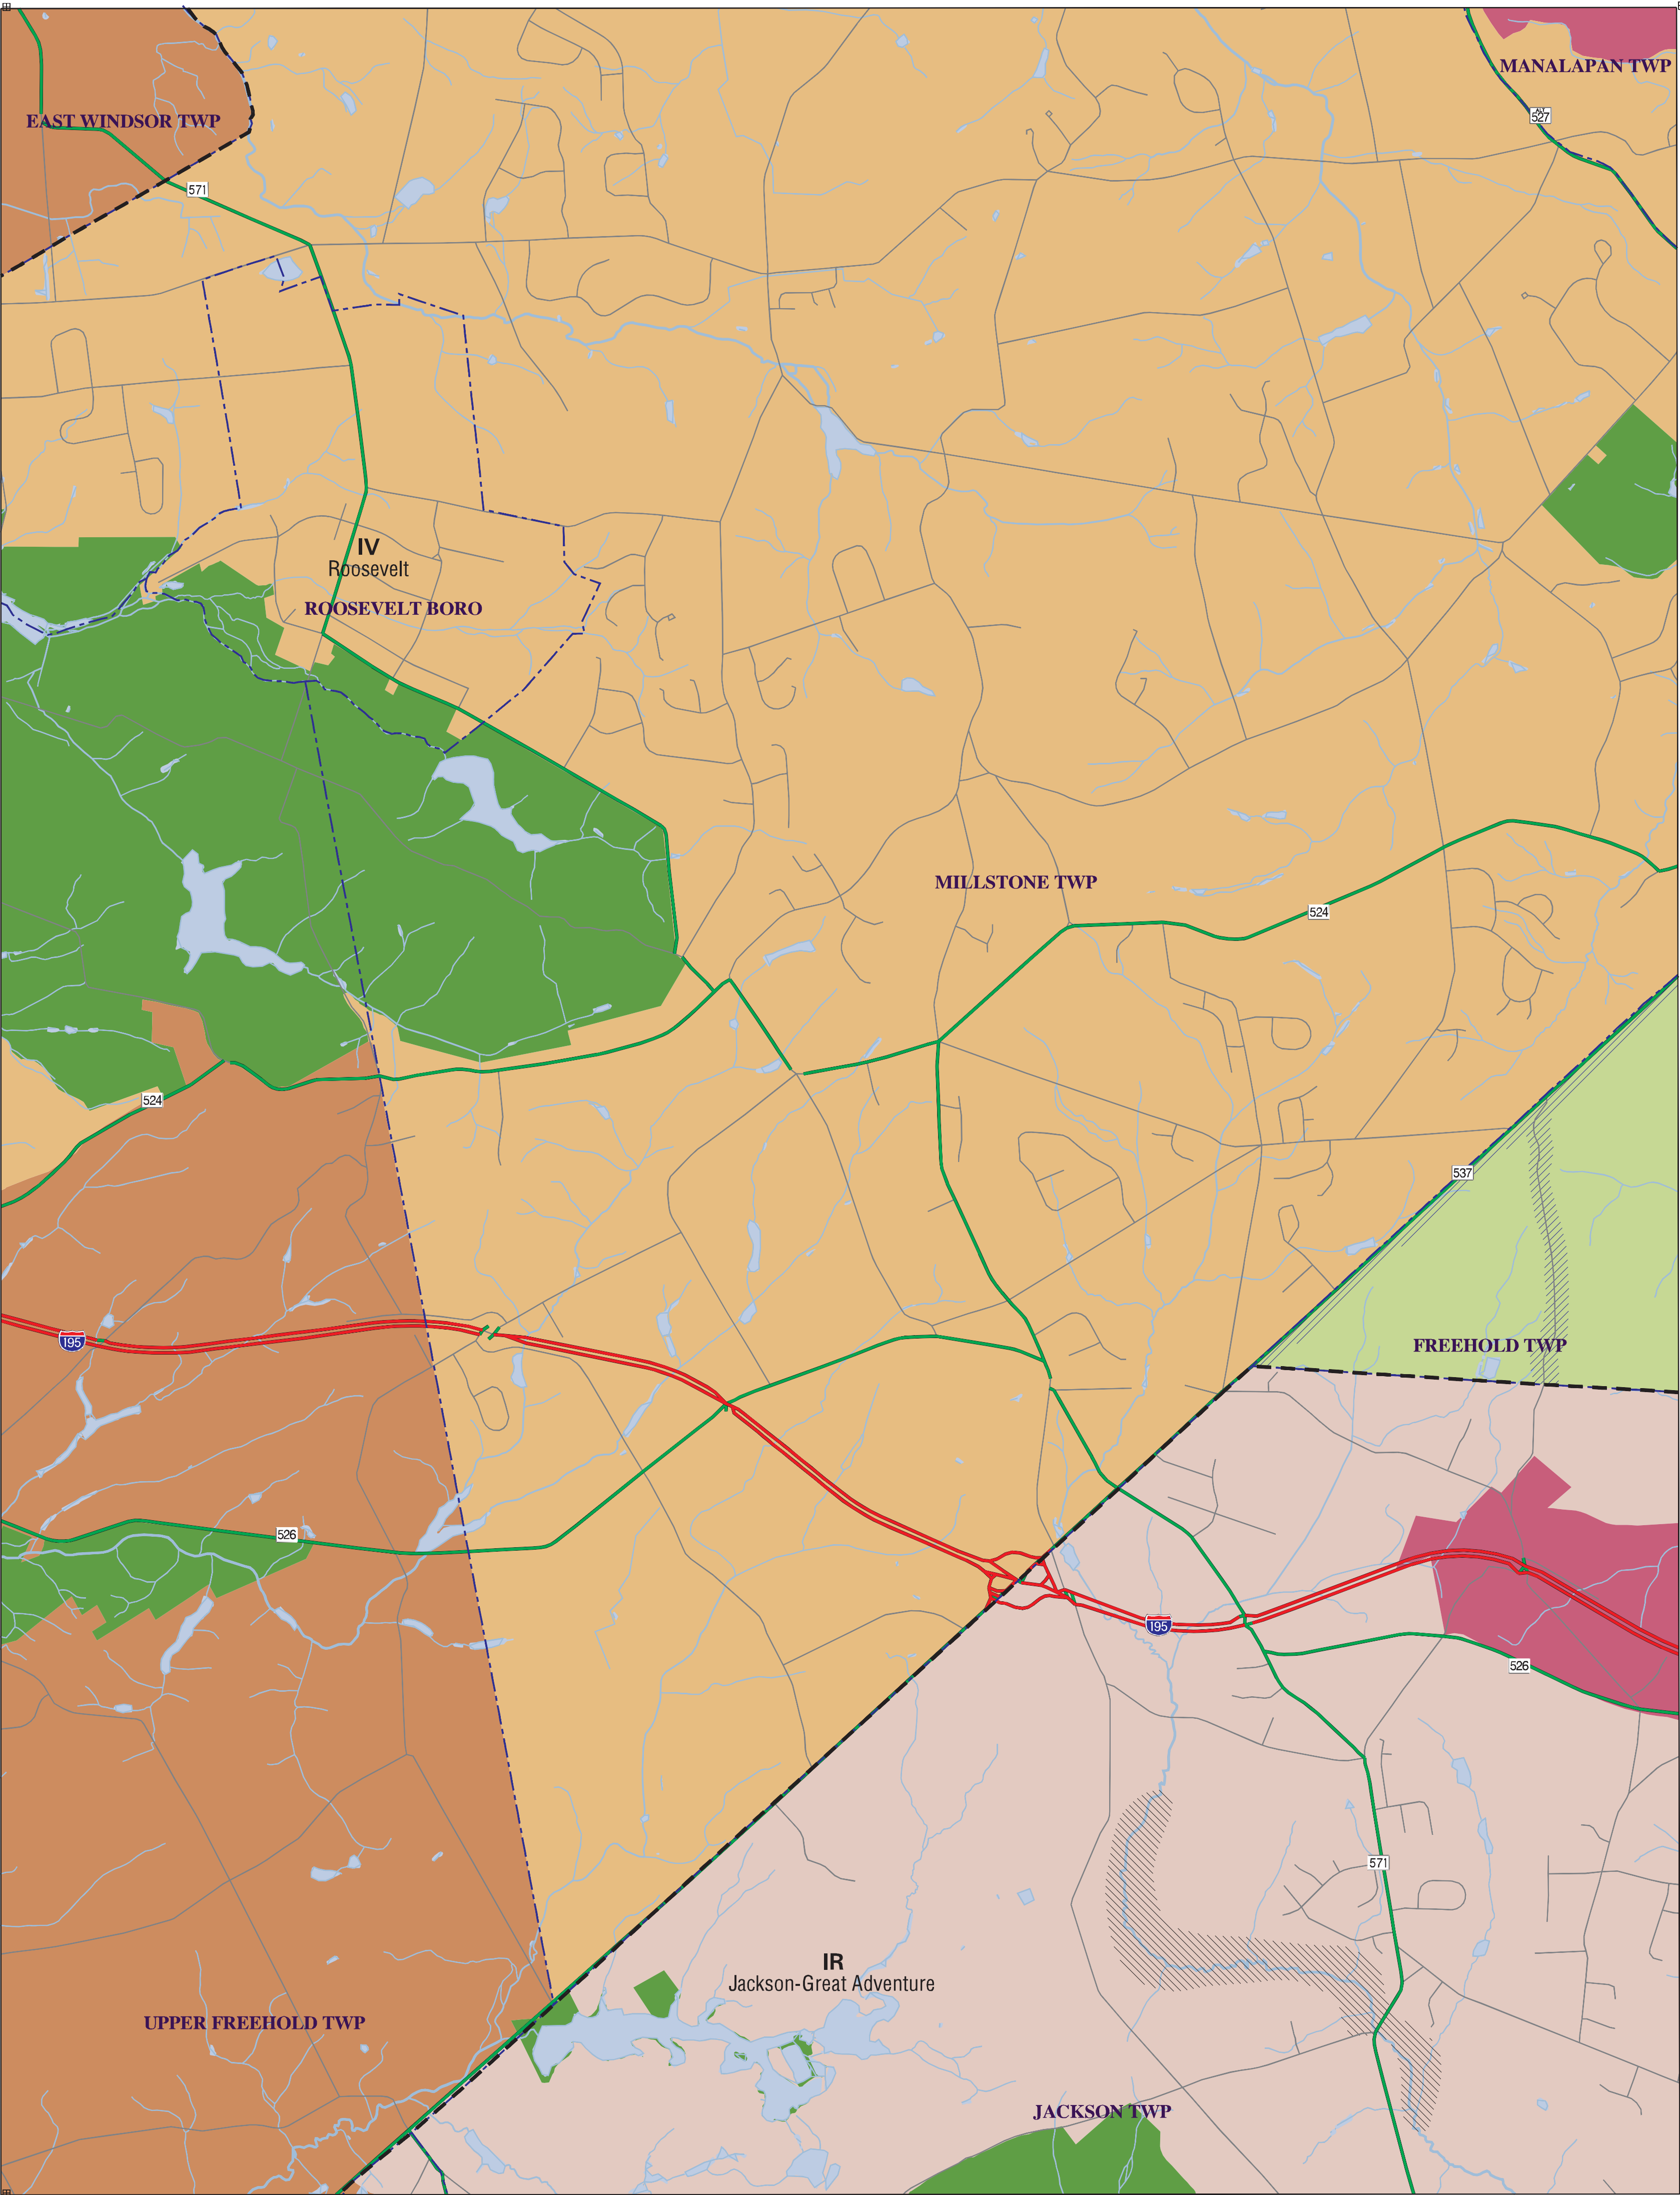 MANALAPAN TWP
527
EAST WINDSOR TWP
571
IV
Roosevelt
ROOSEVELT BORO
MILLSTONE TWP
524
524
537
195
FREEHOLD TWP
526
195
526
571
IR
Jackson-Great Adventure
UPPER FREEHOLD TWP
JACKSON TWP